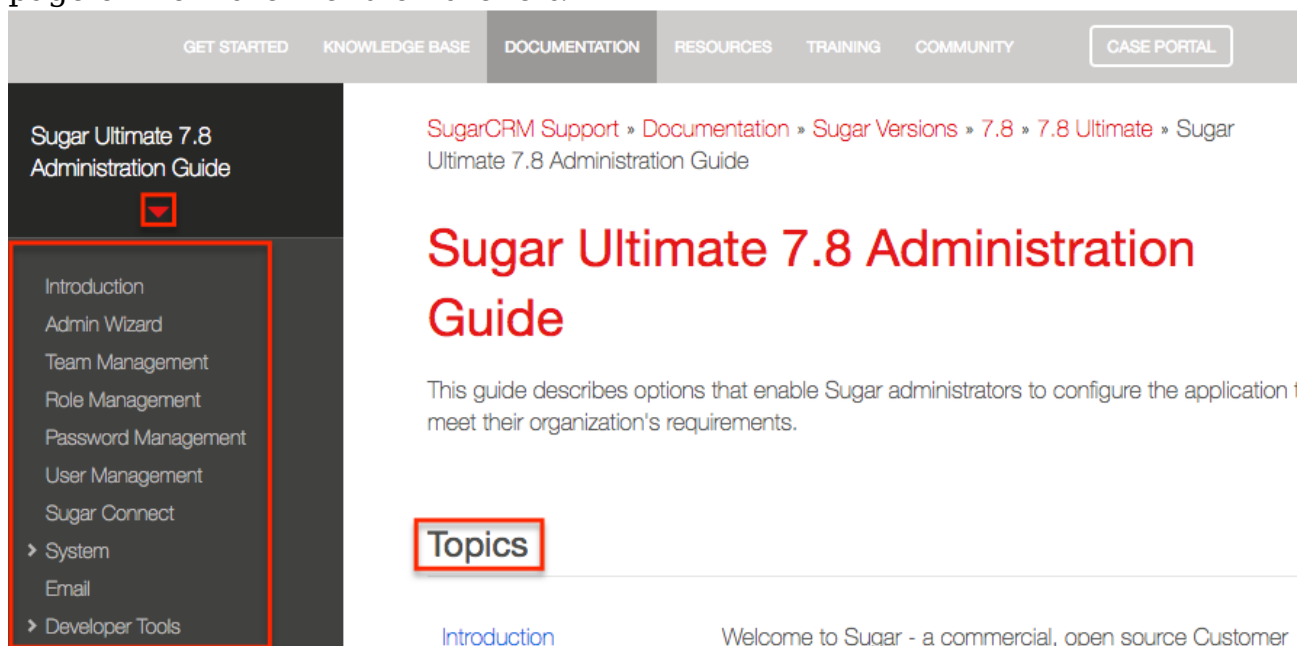 GET STARTED KNOWLEDGE BASE DOCUMENTATION RESOURCES TRAINING COMMUNITY CASE PORTAL
Sugar Ultimate 7.8
Administration Guide
Introduction
Admin Wizard
Team Management
Role Management
Password Management
User Management
Sugar Connect
> System
Email
> Developer Tools
SugarCRM Support » Documentation » Sugar Versions » 7.8 » 7.8 Ultimate » Sugar
Ultimate 7.8 Administration Guide
Sugar Ultimate 7.8 Administration
Guide
This guide describes options that enable Sugar administrators to configure the application
meet their organization's requirements.
Topics
Introduction Welcome to Sugar - a commercial, open source Customer